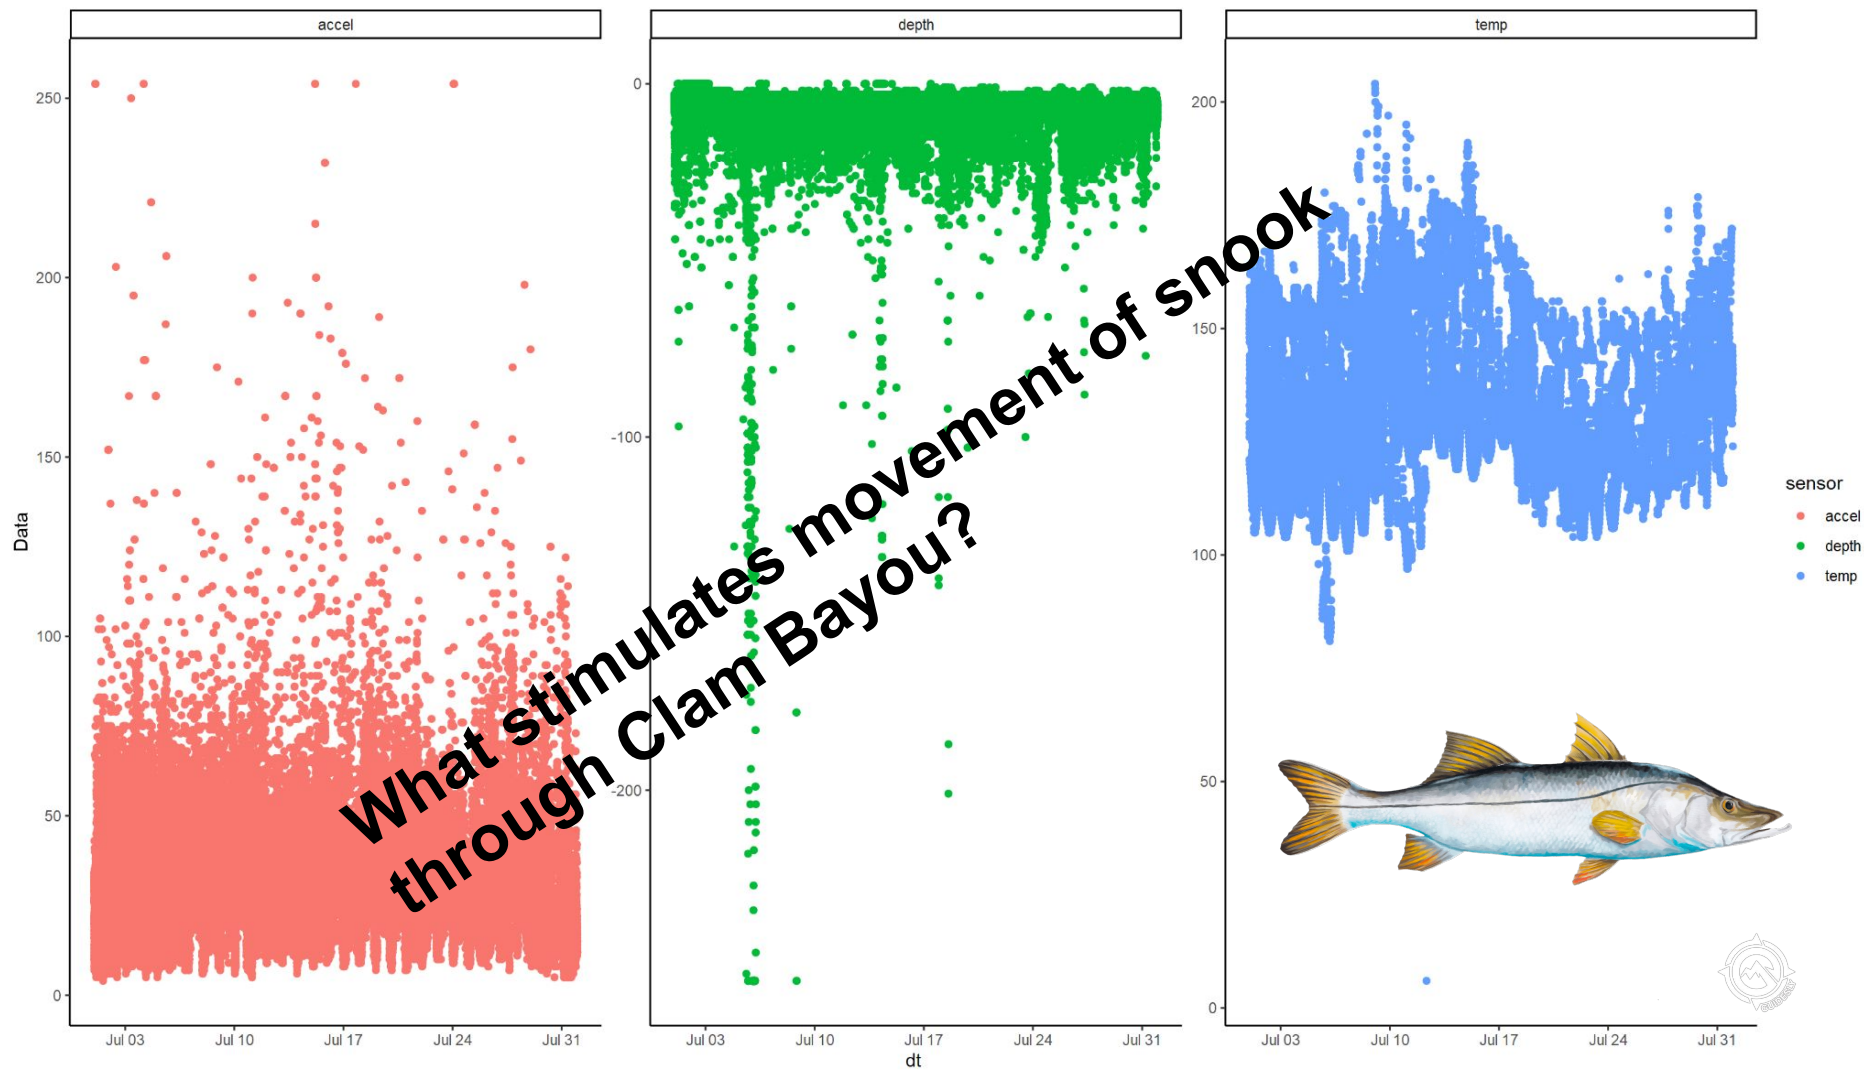 accel
depth
temp
250
200
150
100
50
0
0
-100
-200
200
150
100
50
0
Data
What stimulates movement of snook
through Clam Bayou?
sensor
accel
depth
temp
Jul 03 Jul 10 Jul 17 Jul 24 Jul 31
Jul 03 Jul 10 Jul 17 Jul 24 Jul 31
Jul 03 Jul 10 Jul 17 Jul 24 Jul 31
dt
GUIDESLY